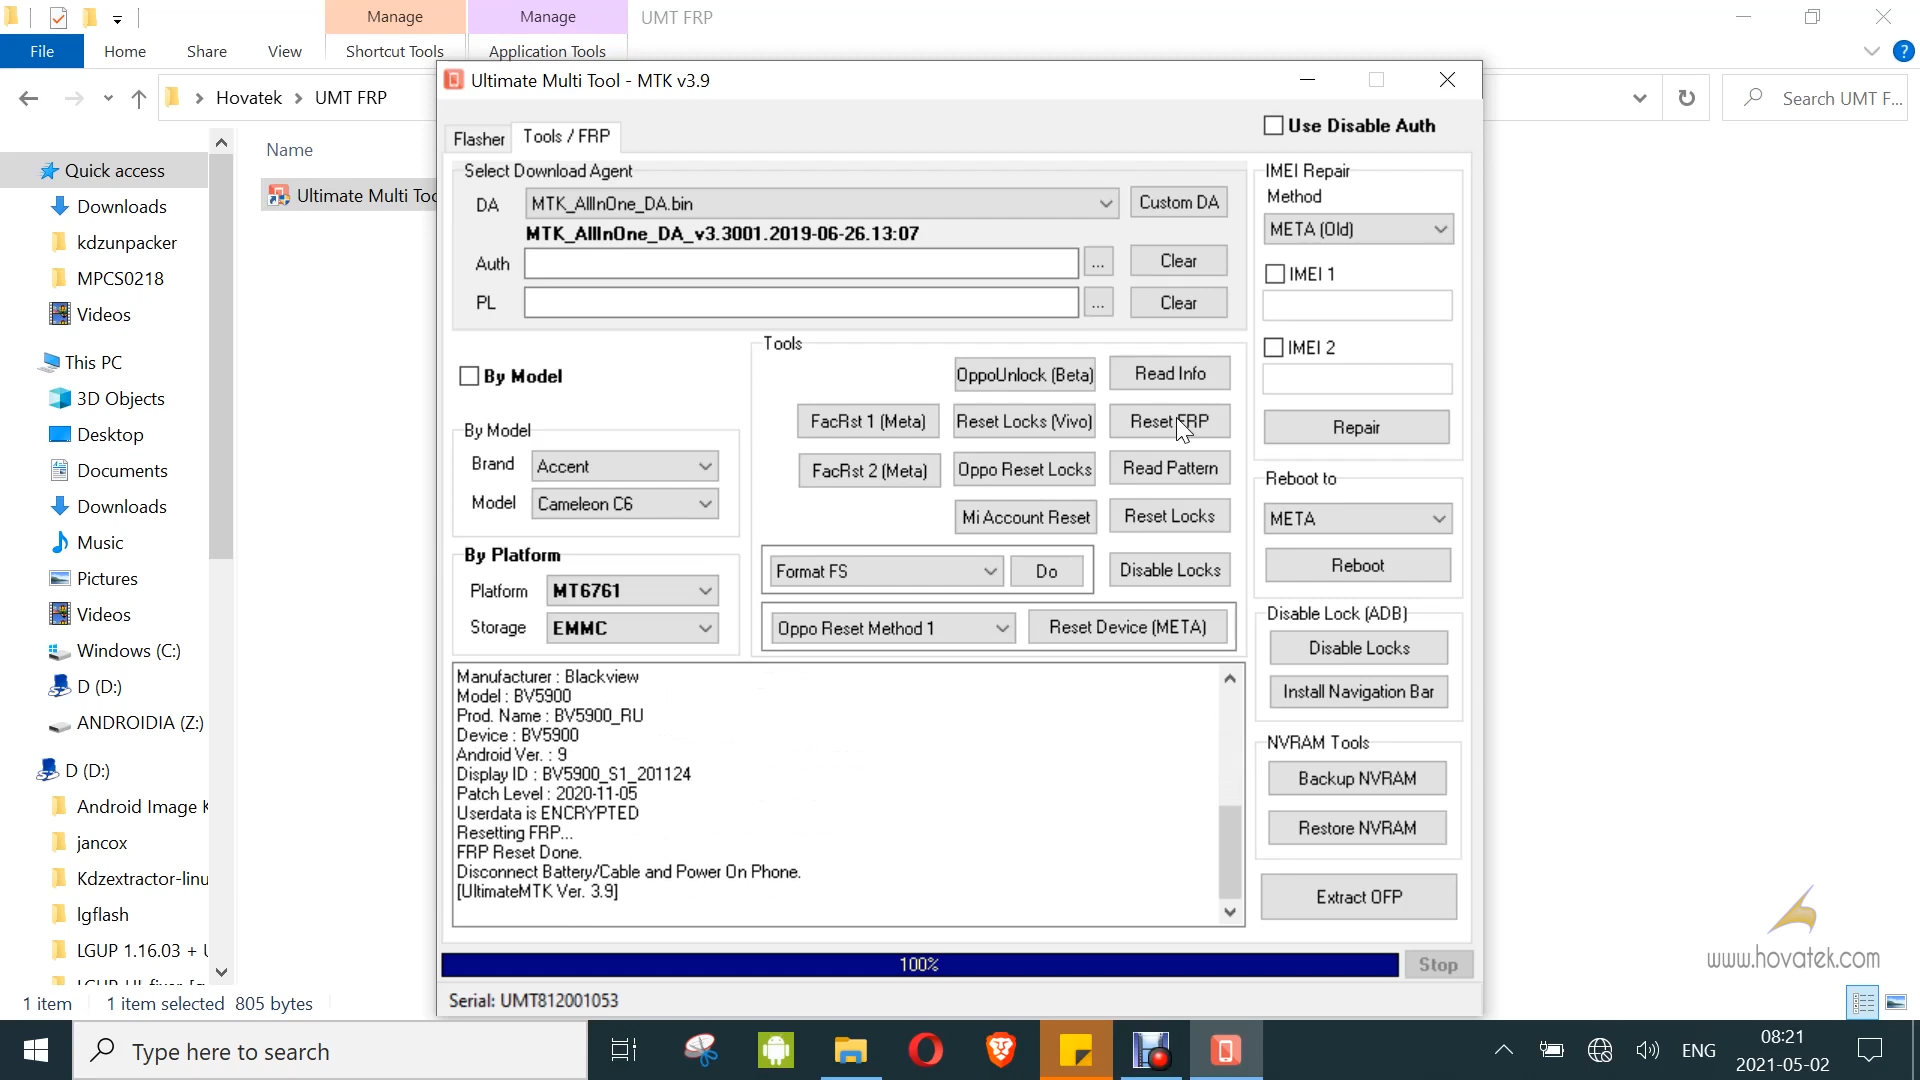 Manage
Manage
UMT FRP
File
Home
Share
View
Shortcut Tools
Application Tools
Hovatek
UMT FRP
Search UMT F...
Quick access
Downloads
kdzunpacker
MPCS0218
Videos
This PC
3D Objects
Desktop
Documents
Downloads
Music
Pictures
Videos
Windows (C:)
D (D:)
ANDROIDIA (Z:)
D (D:)
Android Image
jancox
Kdzextractor-linu
lgflash
LGUP 1.16.03 +
Name
Ultimate Multi Too
1 item
1 item selected 805 bytes
Ultimate Multi Tool - MTK v3.9
Flasher
Tools / FRP
Use Disable Auth
Select Download Agent
DA
MTK_AllInOne_DA.bin
Custom DA
MTK_AllInOne_DA_v3.3001.2019-06-26.13:07
Auth
...
Clear
PL
...
Clear
By Model
By Model
Brand
Accent
Model
Cameleon C6
By Platform
Platform
MT6761
Storage
EMMC
Tools
OppoUnlock (Beta)
Read Info
FacRst 1 (Meta)
Reset Locks (Vivo)
Reset FRP
FacRst 2 (Meta)
Oppo Reset Locks
Read Pattern
Mi Account Reset
Reset Locks
Format FS
Do
Disable Locks
Oppo Reset Method 1
Reset Device (META)
IMEI Repair
Method
META (Old)
IMEI 1
IMEI 2
Repair
Reboot to
META
Reboot
Disable Lock (ADB)
Disable Locks
Install Navigation Bar
NVRAM Tools
Backup NVRAM
Restore NVRAM
Extract OFP
Manufacturer : Blackview
Model : BV5900
Prod. Name : BV5900_RU
Device : BV5900
Android Ver. : 9
Display ID : BV5900_S1_201124
Patch Level : 2020-11-05
Userdata is ENCRYPTED
Resetting FRP...
FRP Reset Done.
Disconnect Battery/Cable and Power On Phone.
[UltimateMTK Ver. 3.9]
100%
Stop
Serial: UMT812001053
www.hovatek.com
Type here to search
ENG
08:21
2021-05-02